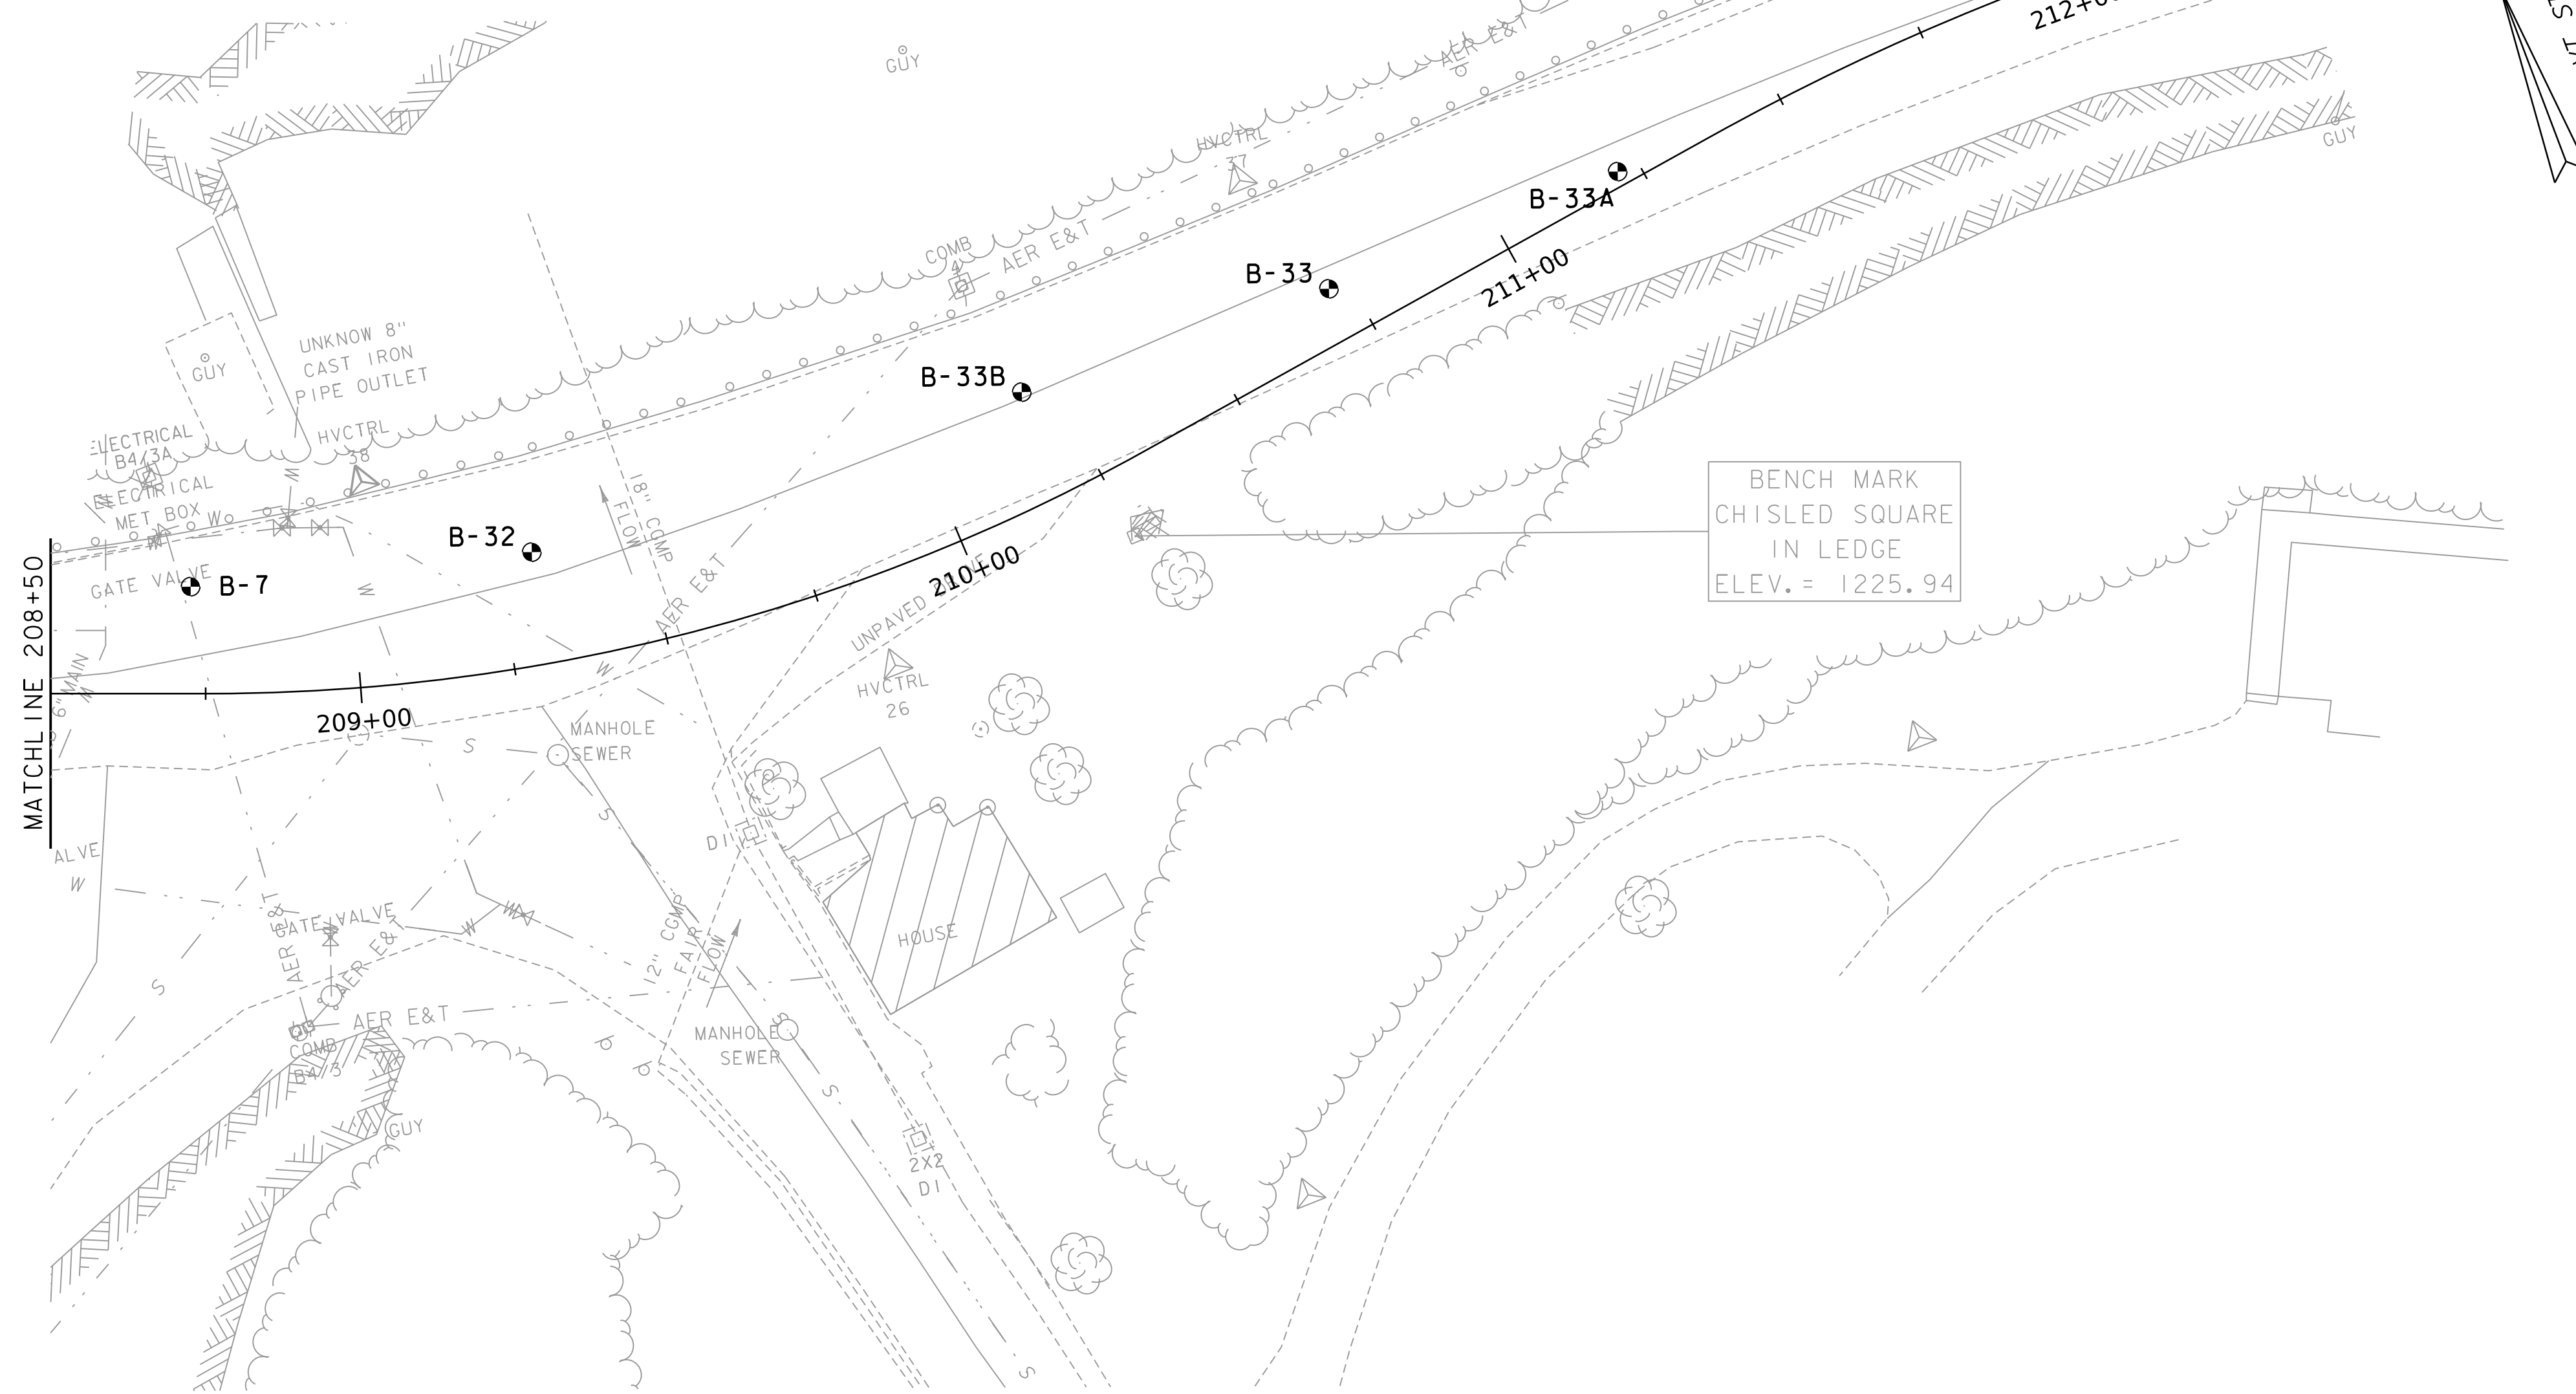 212+00
GUY
AER E&T
HVCTRL
37
GUY
B-33A
COMB
4
AER E&T
B-33
211+00
UNKNOW 8"
CAST IRON
PIPE OUTLET
GUY
B-33B
HVCTRL
38
ELECTRICAL
B4/3A
ELECTRICAL
MET BOX
W
W
W
18" CGMP
FLOW
B-32
BENCH MARK
CHISLED SQUARE
IN LEDGE
ELEV.= 1225.94
GATE VALVE
B-7
W
AER E&T
210+00
UNPAVED
MATCHLINE 208+50
6" MAIN
W
W
HVCTRL
26
209+00
S
MANHOLE
SEWER
S
DI
ALVE
W
AER E&T
GATE VALVE
AER E&T
W
W
12" CGMP
FAIR
FLOW
HOUSE
S
AER E&T
COMB
B4/3
MANHOLE
SEWER
S
S
GUY
2X2
DI
S